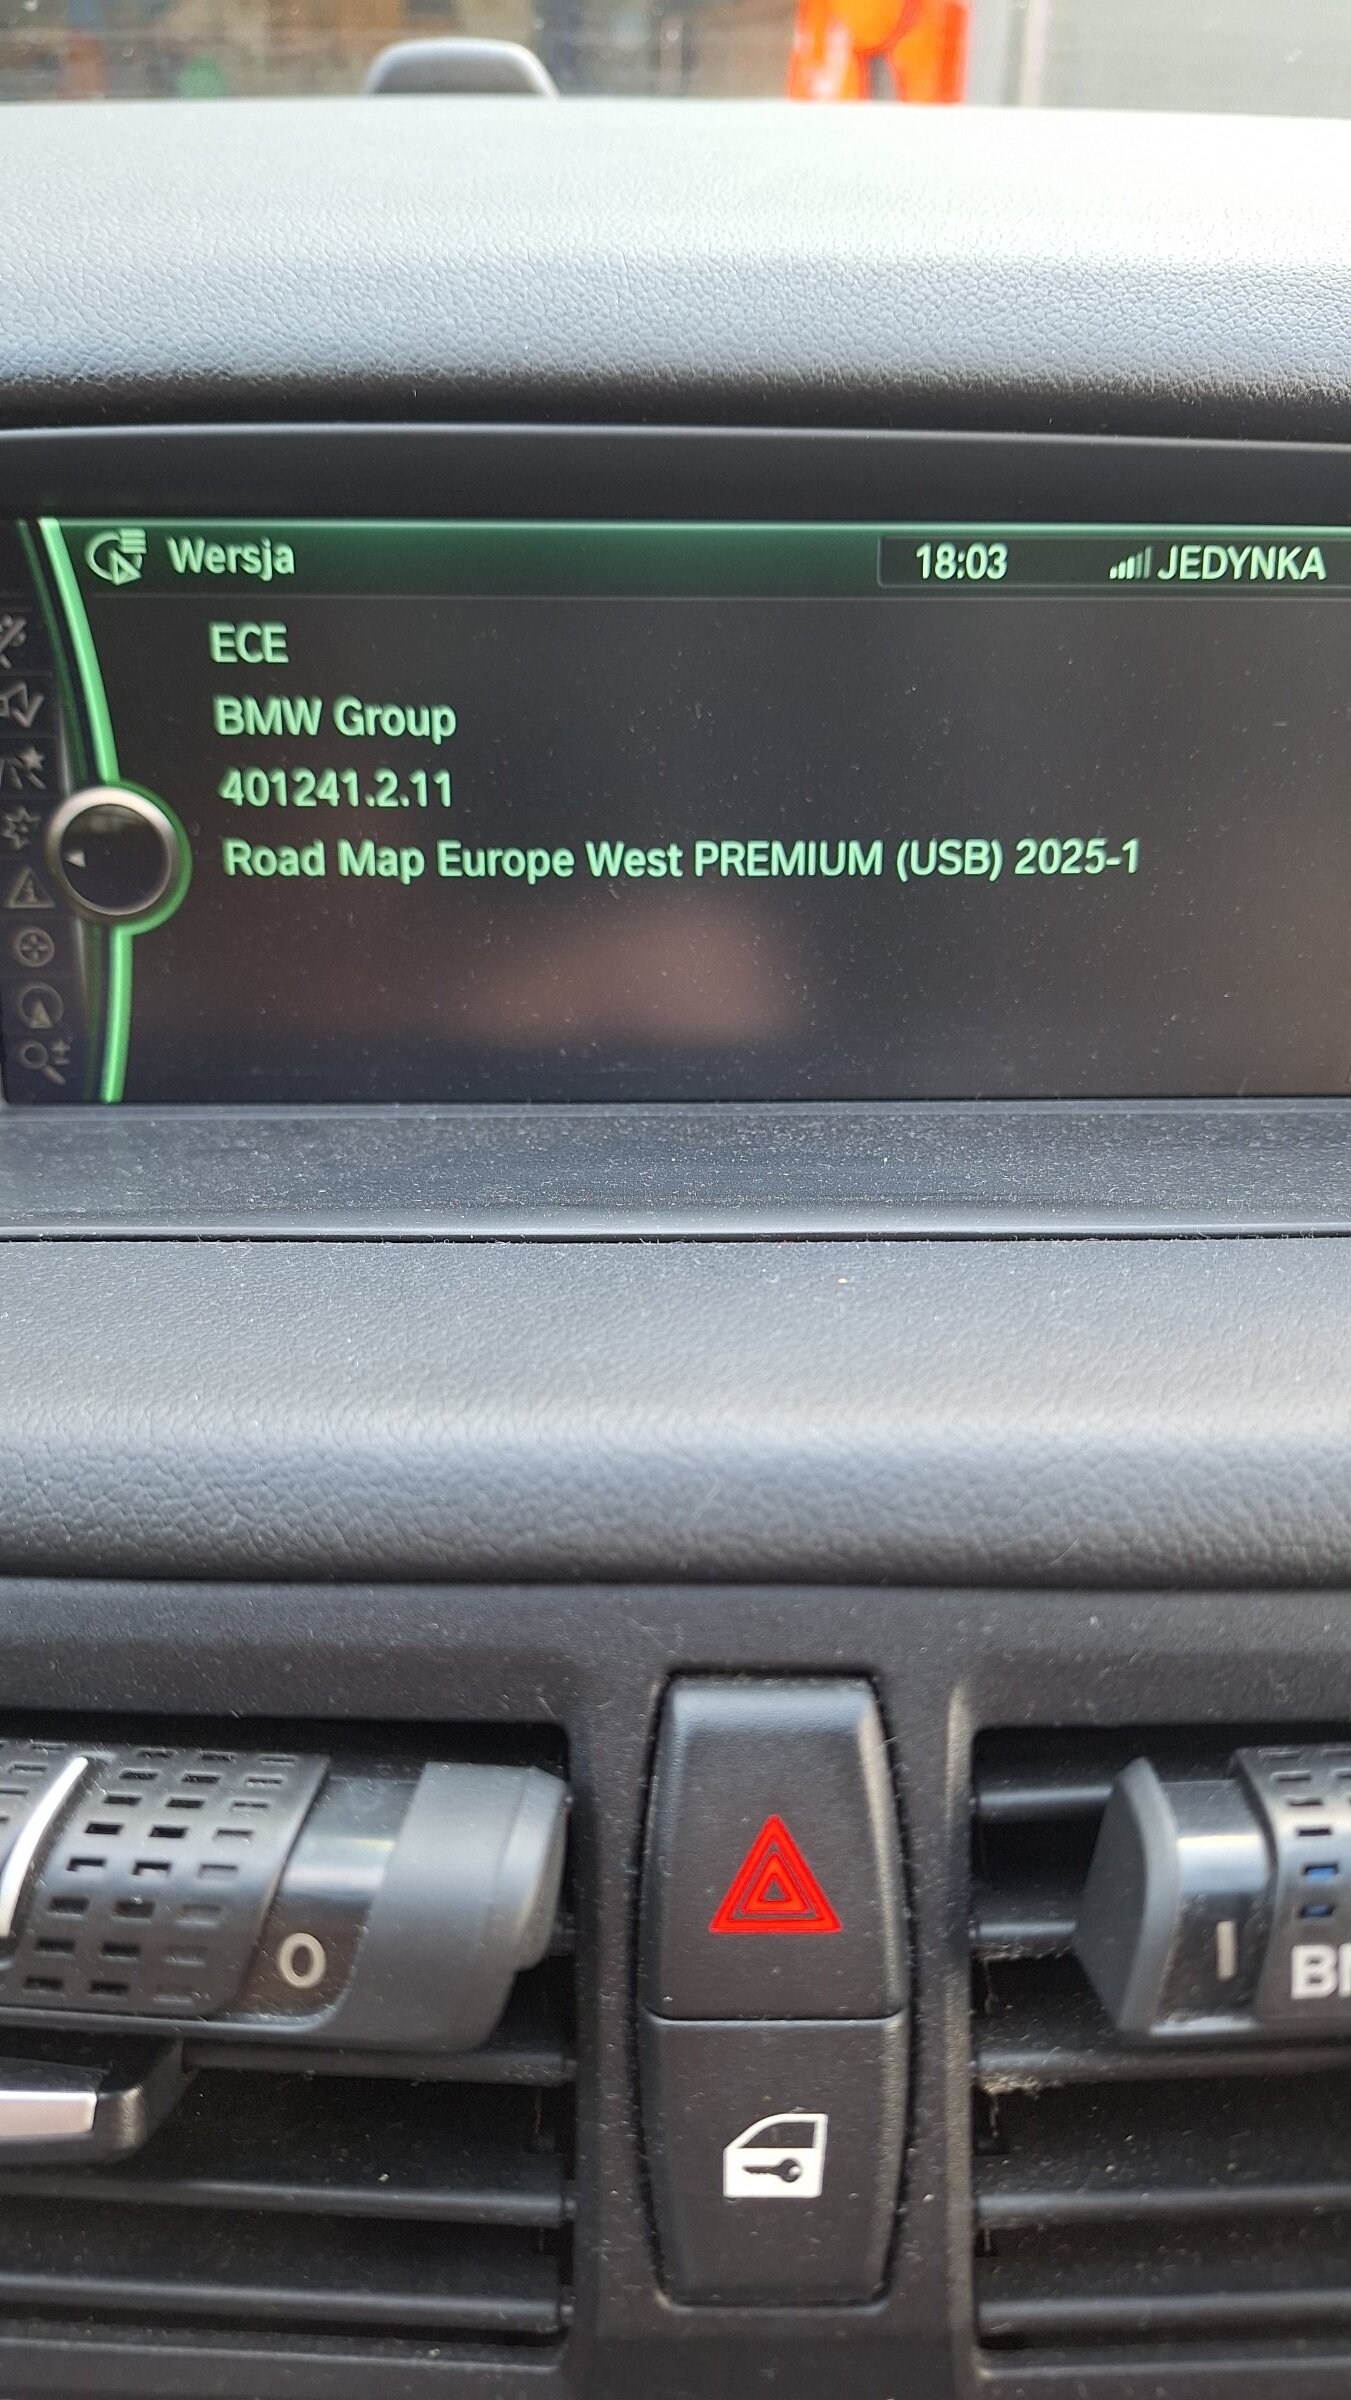 Wersja
18:03
JEDYNKA
ECE
BMW Group
401241.2.11
Road Map Europe West PREMIUM (USB) 2025-1
0
I